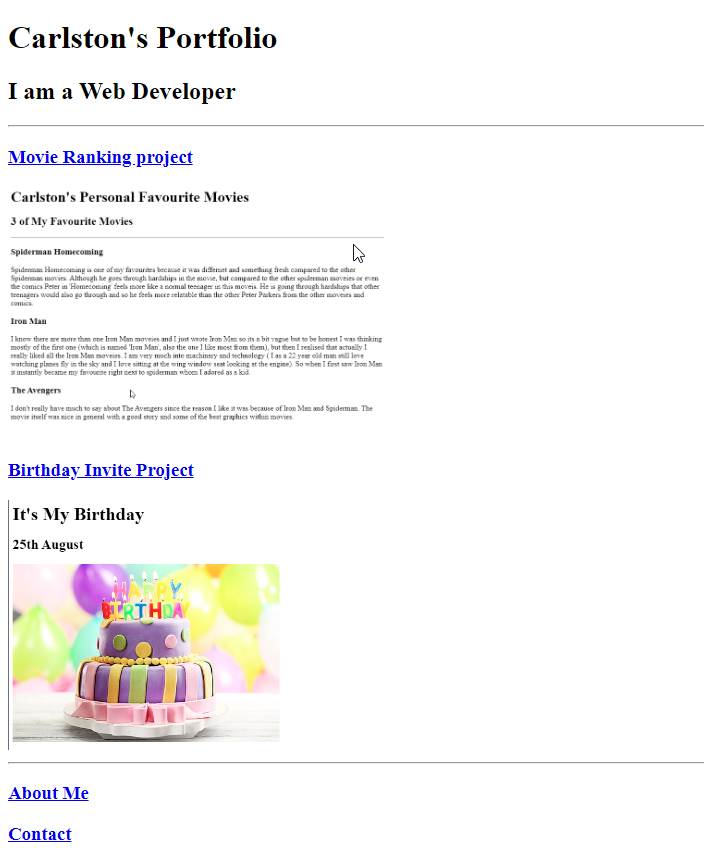 Carlston's Portfolio
I am a Web Developer
Movie Ranking project
Carlston's Personal Favourite Movies
3 of My Favourite Movies
Spiderman Homecoming
Spiderman Homecoming is one of my favourites because it was differnet and something fresh compared to the other
Spiderman movies. Although he goes through hardships in the movie, but compared to the other spiderman moveies or even
the comics Peter in 'Homecoming' feels more like a normal teenager in this moveis. He is going through hardships that other
teenagers would also go through and so he feels more relatable than the other Peter Parkers from the other moveies and
comics.
Iron Man
I know there are more than one Iron Man moveies and I just wrote Iron Man so its a bit vague but to be honest I was thinking
mostly of the first one (which is named 'Iron Man', also the one I like most from them), but then I realised that actually I
really liked all the Iron Man moveies. I am very much into machinery and technology ( I as a 22 year old man still love
watching planes fly in the sky and I love sitting at the wing window seat looking at the engine). So when I first saw Iron Man
it instantly became my favourite right next to spiderman whom I adored as a kid.
The Avengers
I don't really have much to say about The Avengers since the reason I like it was because of Iron Man and Spiderman. The
movie itself was nice in general with a good story and some of the best graphics within movies.
Birthday Invite Project
It's My Birthday
25th August
HAPPY
BIRTHDAY
About Me
Contact